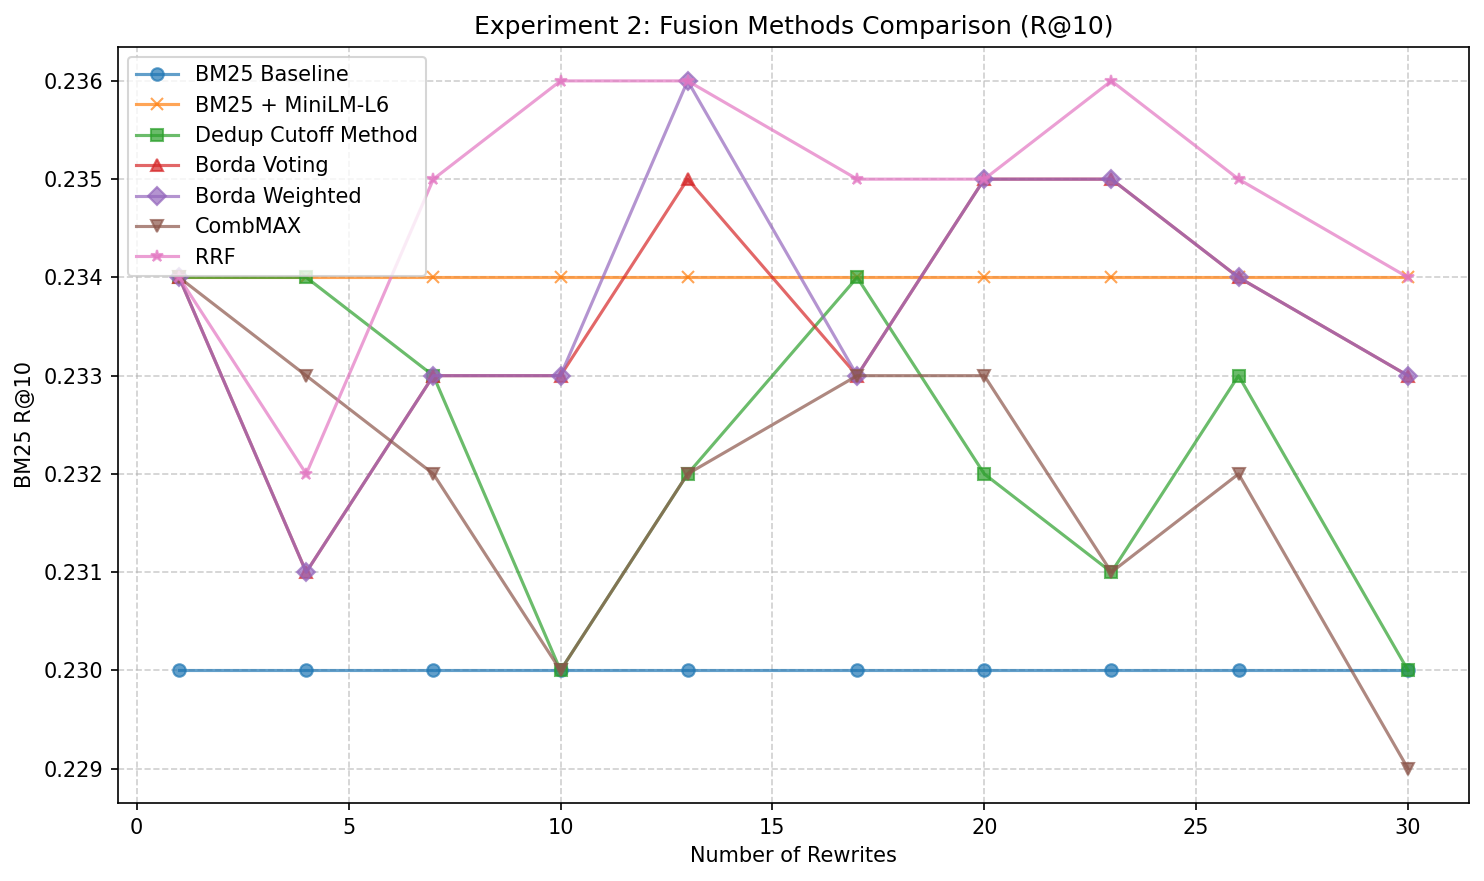 Experiment 2: Fusion Methods Comparison (R@10)
BM25 Baseline
BM25 + MiniLM-L6
Dedup Cutoff Method
Borda Voting
Borda Weighted
CombMAX
RRF
BM25 R@10
0.236
0.235
0.234
0.233
0.232
0.231
0.230
0.229
0 5 10 15 20 25 30
Number of Rewrites